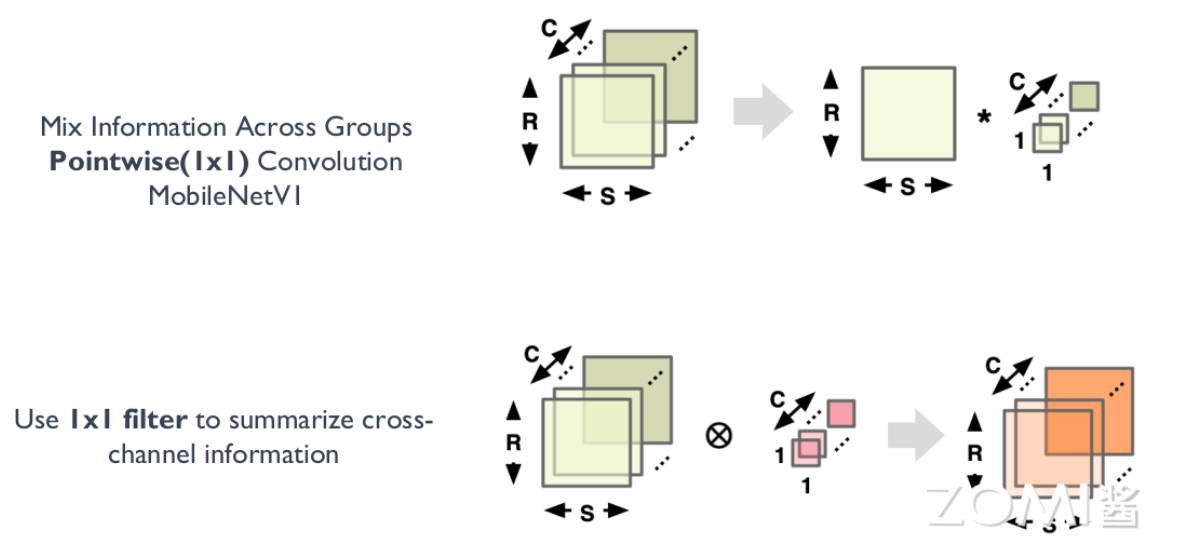 Mix Information Across Groups
Pointwise(1x1) Convolution
MobileNetV1
C
R
S
R
S
*
C
1
1
Use 1x1 filter to summarize cross-
channel information
C
R
S
C
1
1
C
R
S
ZOMI酱